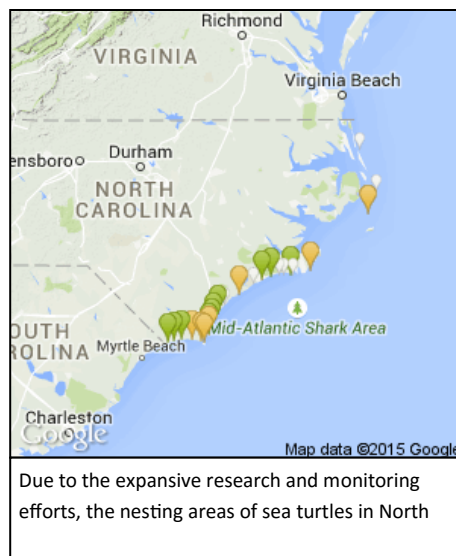 Richmond
VIRGINIA
Virginia Beach
ensboro
Durham
NORTH
CAROLINA
Mid-Atlantic Shark Area
OUTH
OLINA
Myrtle Beach
Charleston
Google
Map data ©2015 Google
Due to the expansive research and monitoring
efforts, the nesting areas of sea turtles in North